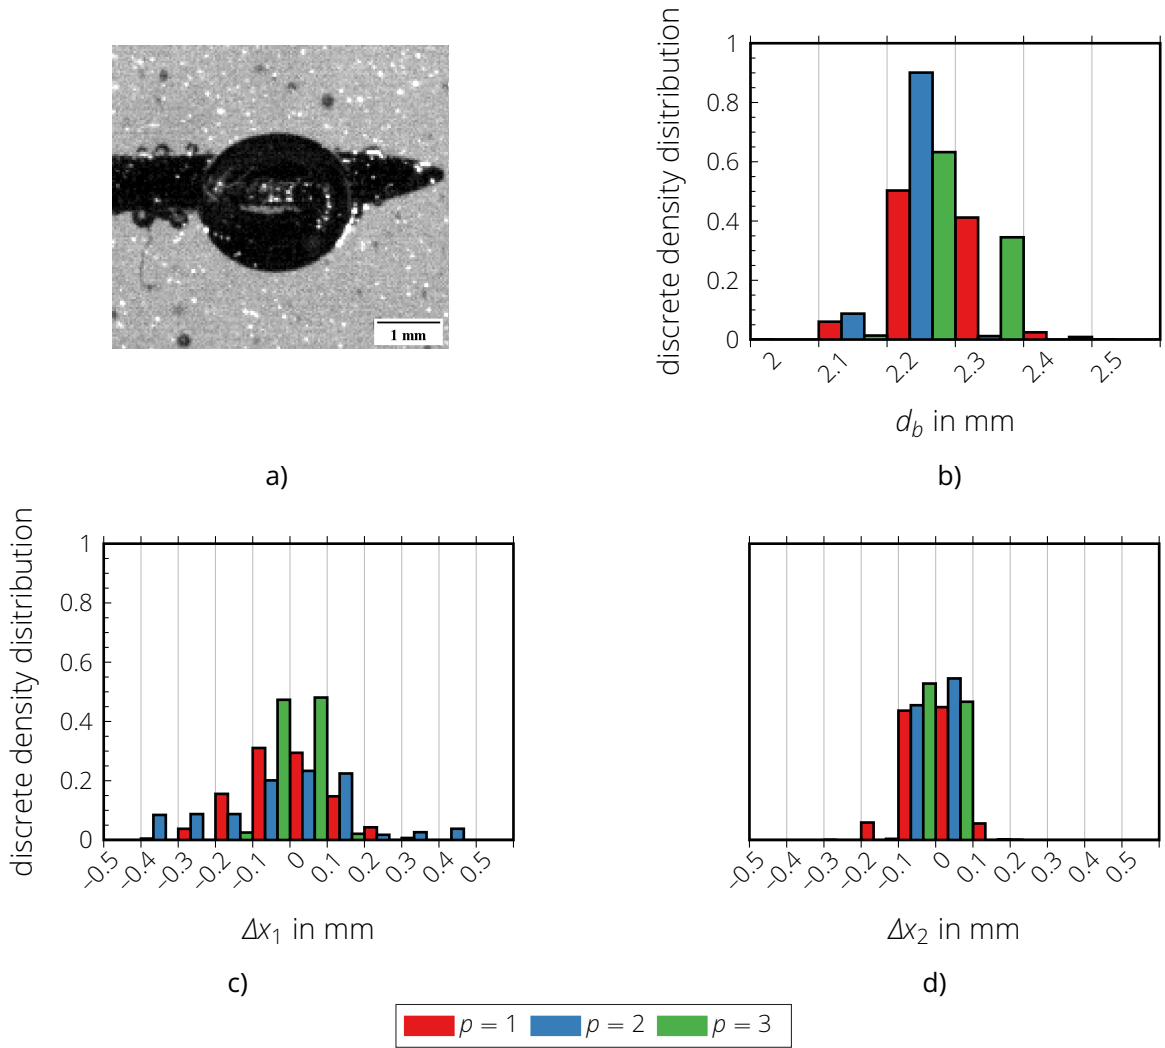 1 mm
a)
discrete density disitribution
1
0.8
0.6
0.4
0.2
0
2 2.1 2.2 2.3 2.4 2.5
d_b in mm
b)
discrete density disitribution
1
0.8
0.6
0.4
0.2
0
−0.5 −0.4 −0.3 −0.2 −0.1 0 0.1 0.2 0.3 0.4 0.5
Δx₁ in mm
c)
−0.5 −0.4 −0.3 −0.2 −0.1 0 0.1 0.2 0.3 0.4 0.5
Δx₂ in mm
d)
p = 1 p = 2 p = 3